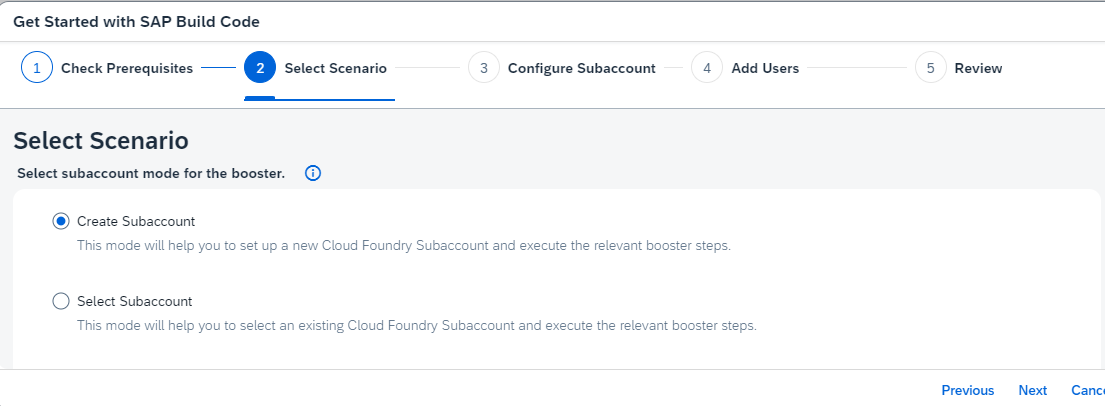 Get Started with SAP Build Code
1 Check Prerequisites 2 Select Scenario 3 Configure Subaccount 4 Add Users 5 Review
Select Scenario
Select subaccount mode for the booster.
Create Subaccount
This mode will help you to set up a new Cloud Foundry Subaccount and execute the relevant booster steps.
Select Subaccount
This mode will help you to select an existing Cloud Foundry Subaccount and execute the relevant booster steps.
Previous Next Canc